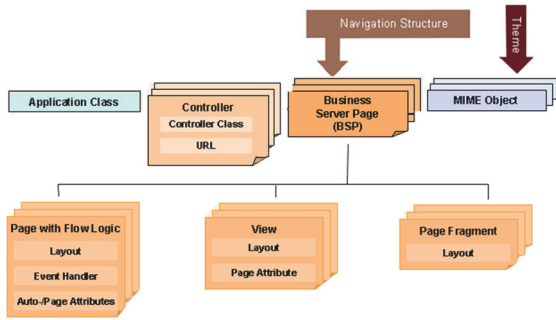 Navigation Structure
Theme
Application Class
Controller
Controller Class
URL
Business
Server Page
(BSP)
MIME Object
Page with Flow Logic
Layout
Event Handler
Auto-/Page Attributes
View
Layout
Page Attribute
Page Fragment
Layout